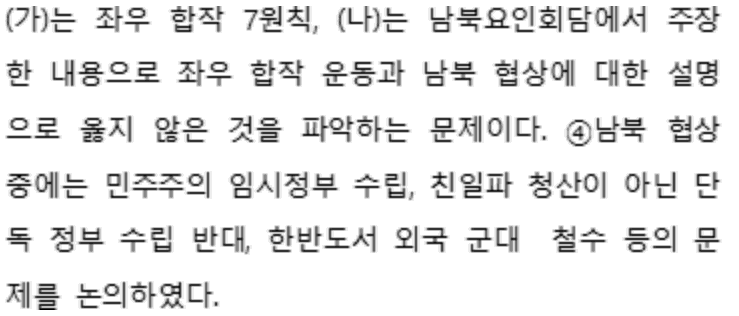 (가)는 좌우 합작 7원칙, (나)는 남북요인회담에서 주장
한 내용으로 좌우 합작 운동과 남북 협상에 대한 설명
으로 옳지 않은 것을 파악하는 문제이다. ④남북 협상
중에는 민주주의 임시정부 수립, 친일파 청산이 아닌 단
독 정부 수립 반대, 한반도서 외국 군대 철수 등의 문
제를 논의하였다.